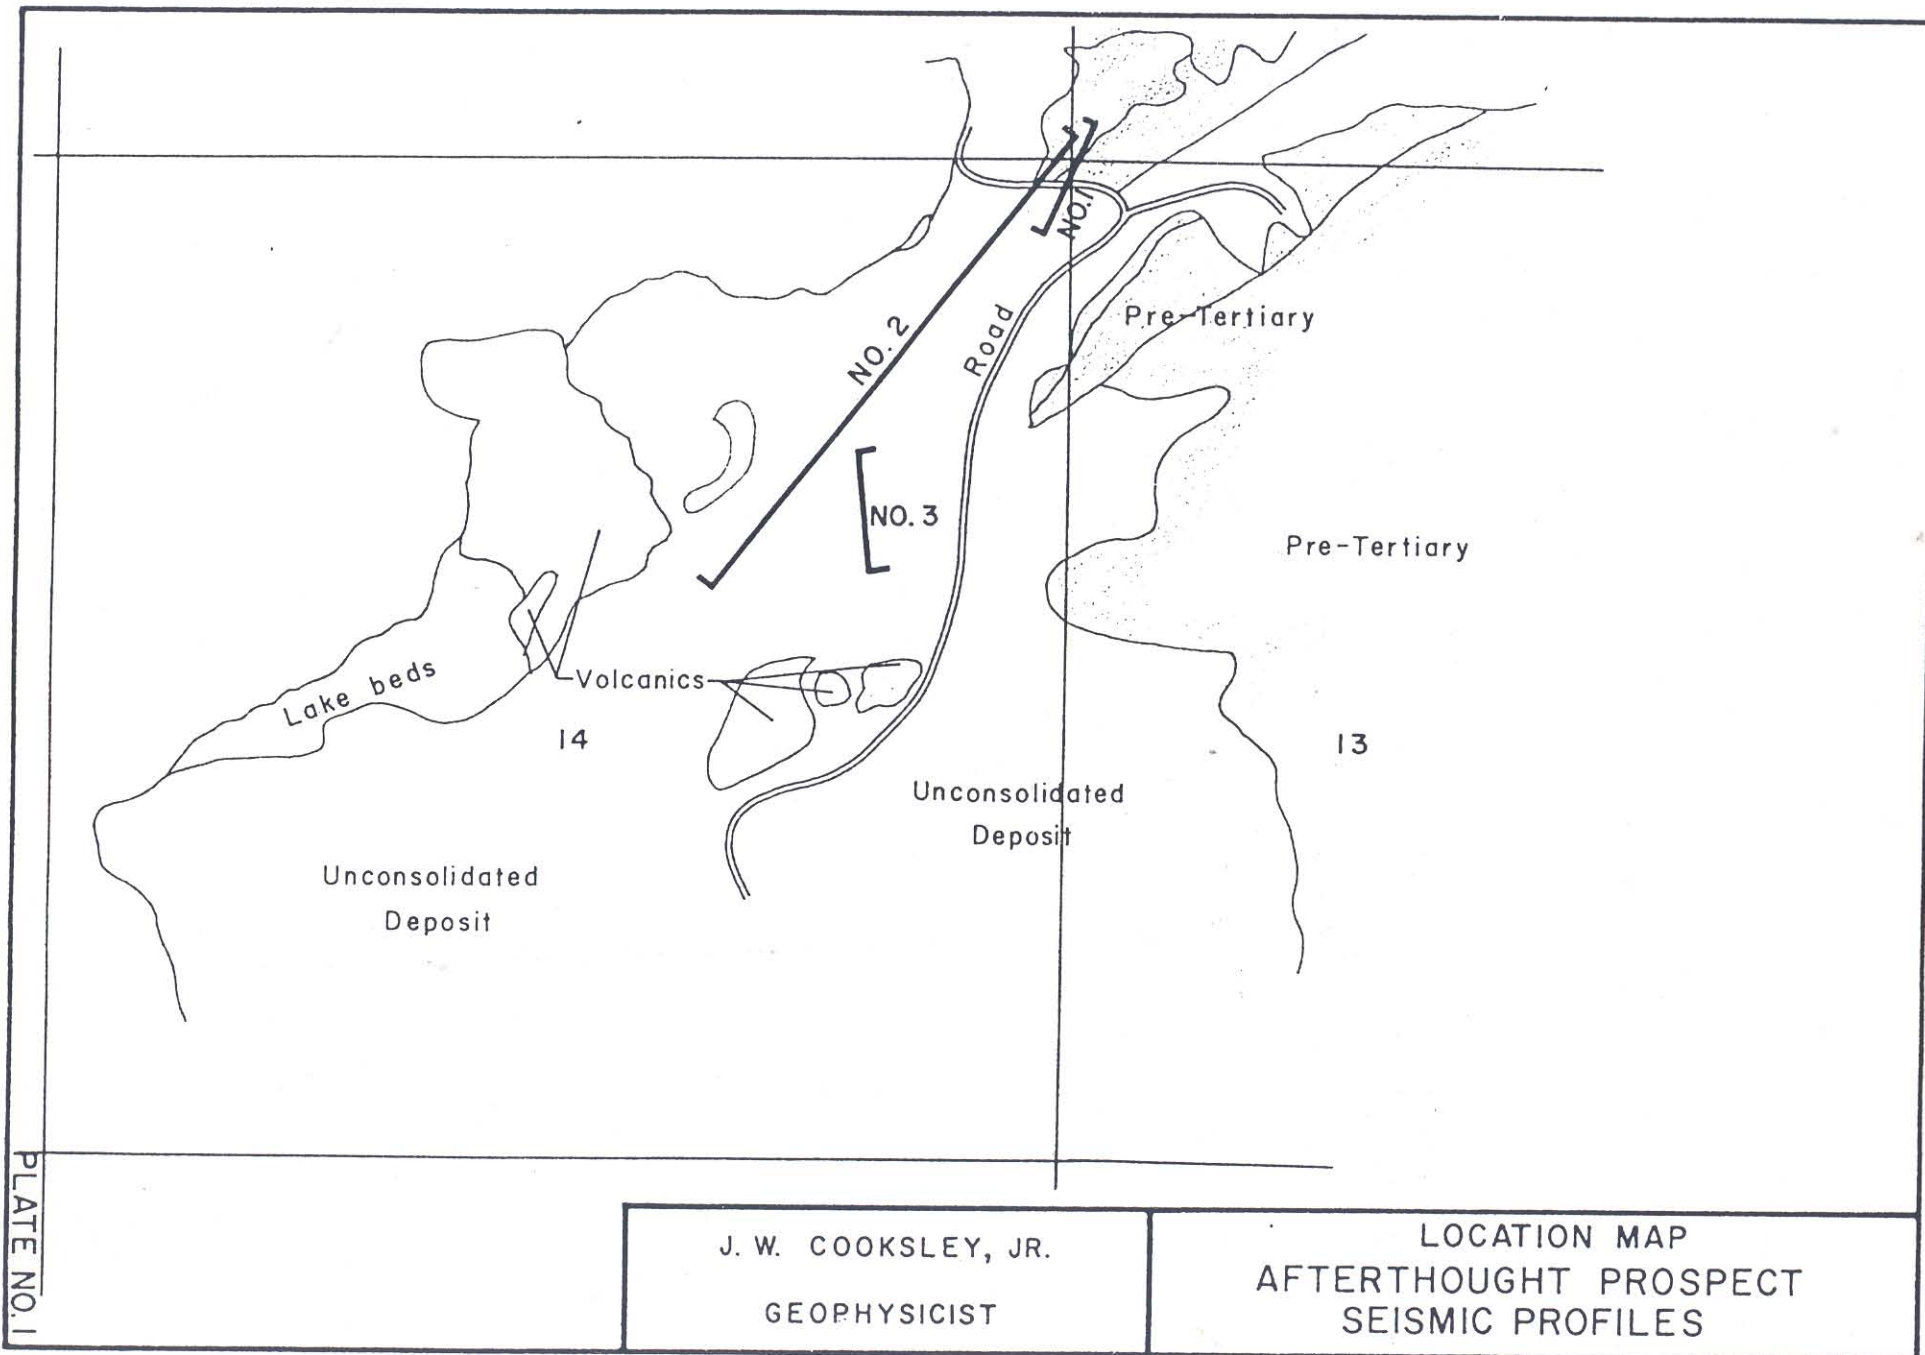 NO. 1
NO. 2
Road
Pre-Tertiary
NO. 3
Pre-Tertiary
Lake beds
Volcanics
14
13
Unconsolidated
Deposit
Unconsolidated
Deposit
PLATE NO. 1
J. W. COOKSLEY, JR.
GEOPHYSICIST
LOCATION MAP
AFTERTHOUGHT PROSPECT
SEISMIC PROFILES